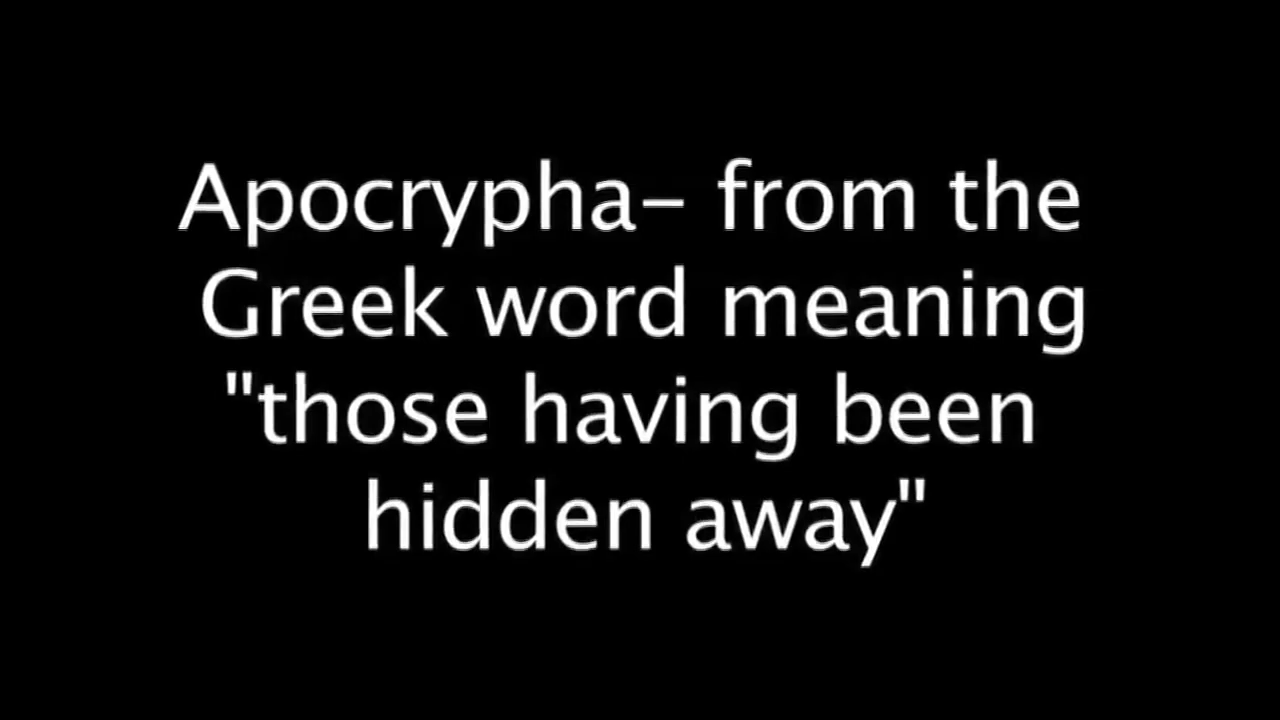 Apocrypha- from the
Greek word meaning
"those having been
hidden away"